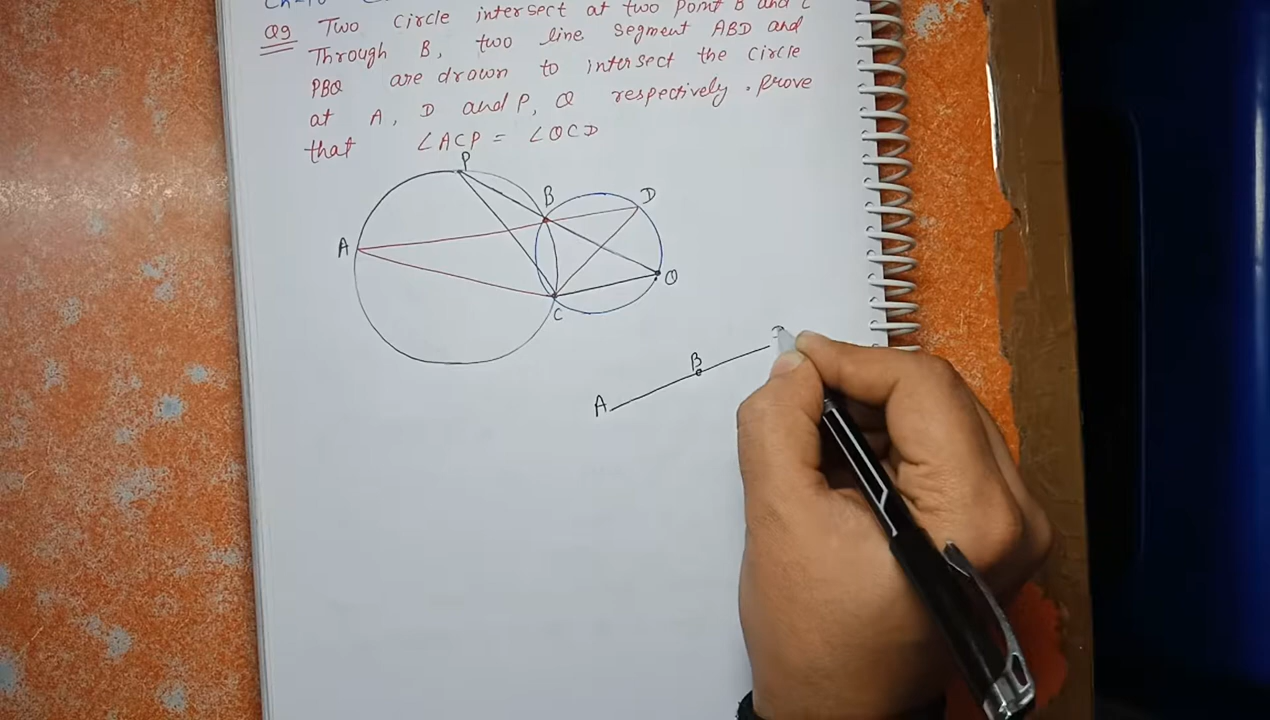 Q9 Two Circle intersect at two point B and C
Through B, two line segment ABD and
PBQ are drown to intersect the circle
at A, D and P, Q respectively. prove
that ∠ACP = ∠QCD
P
B
D
A
Q
C
B
A